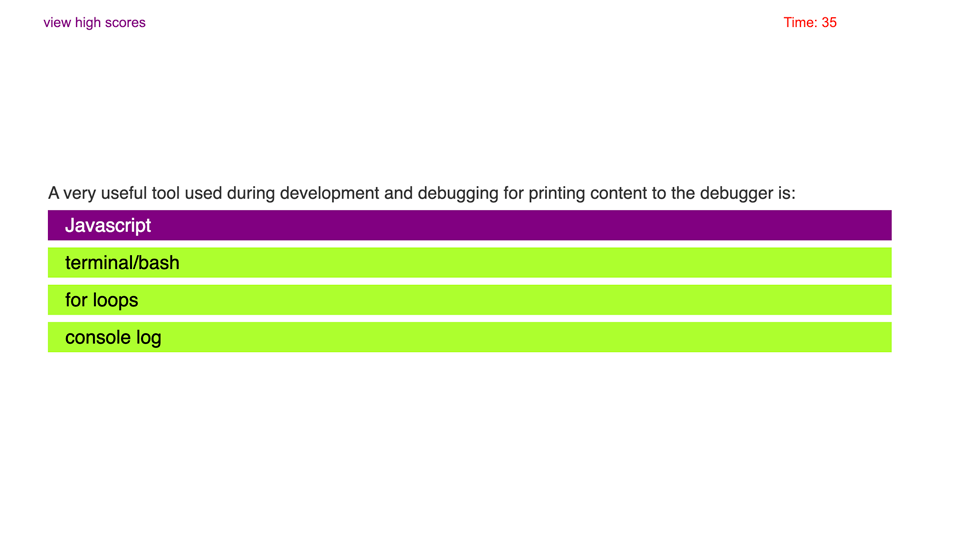 view high scores
Time: 35
A very useful tool used during development and debugging for printing content to the debugger is:
Javascript
terminal/bash
for loops
console log